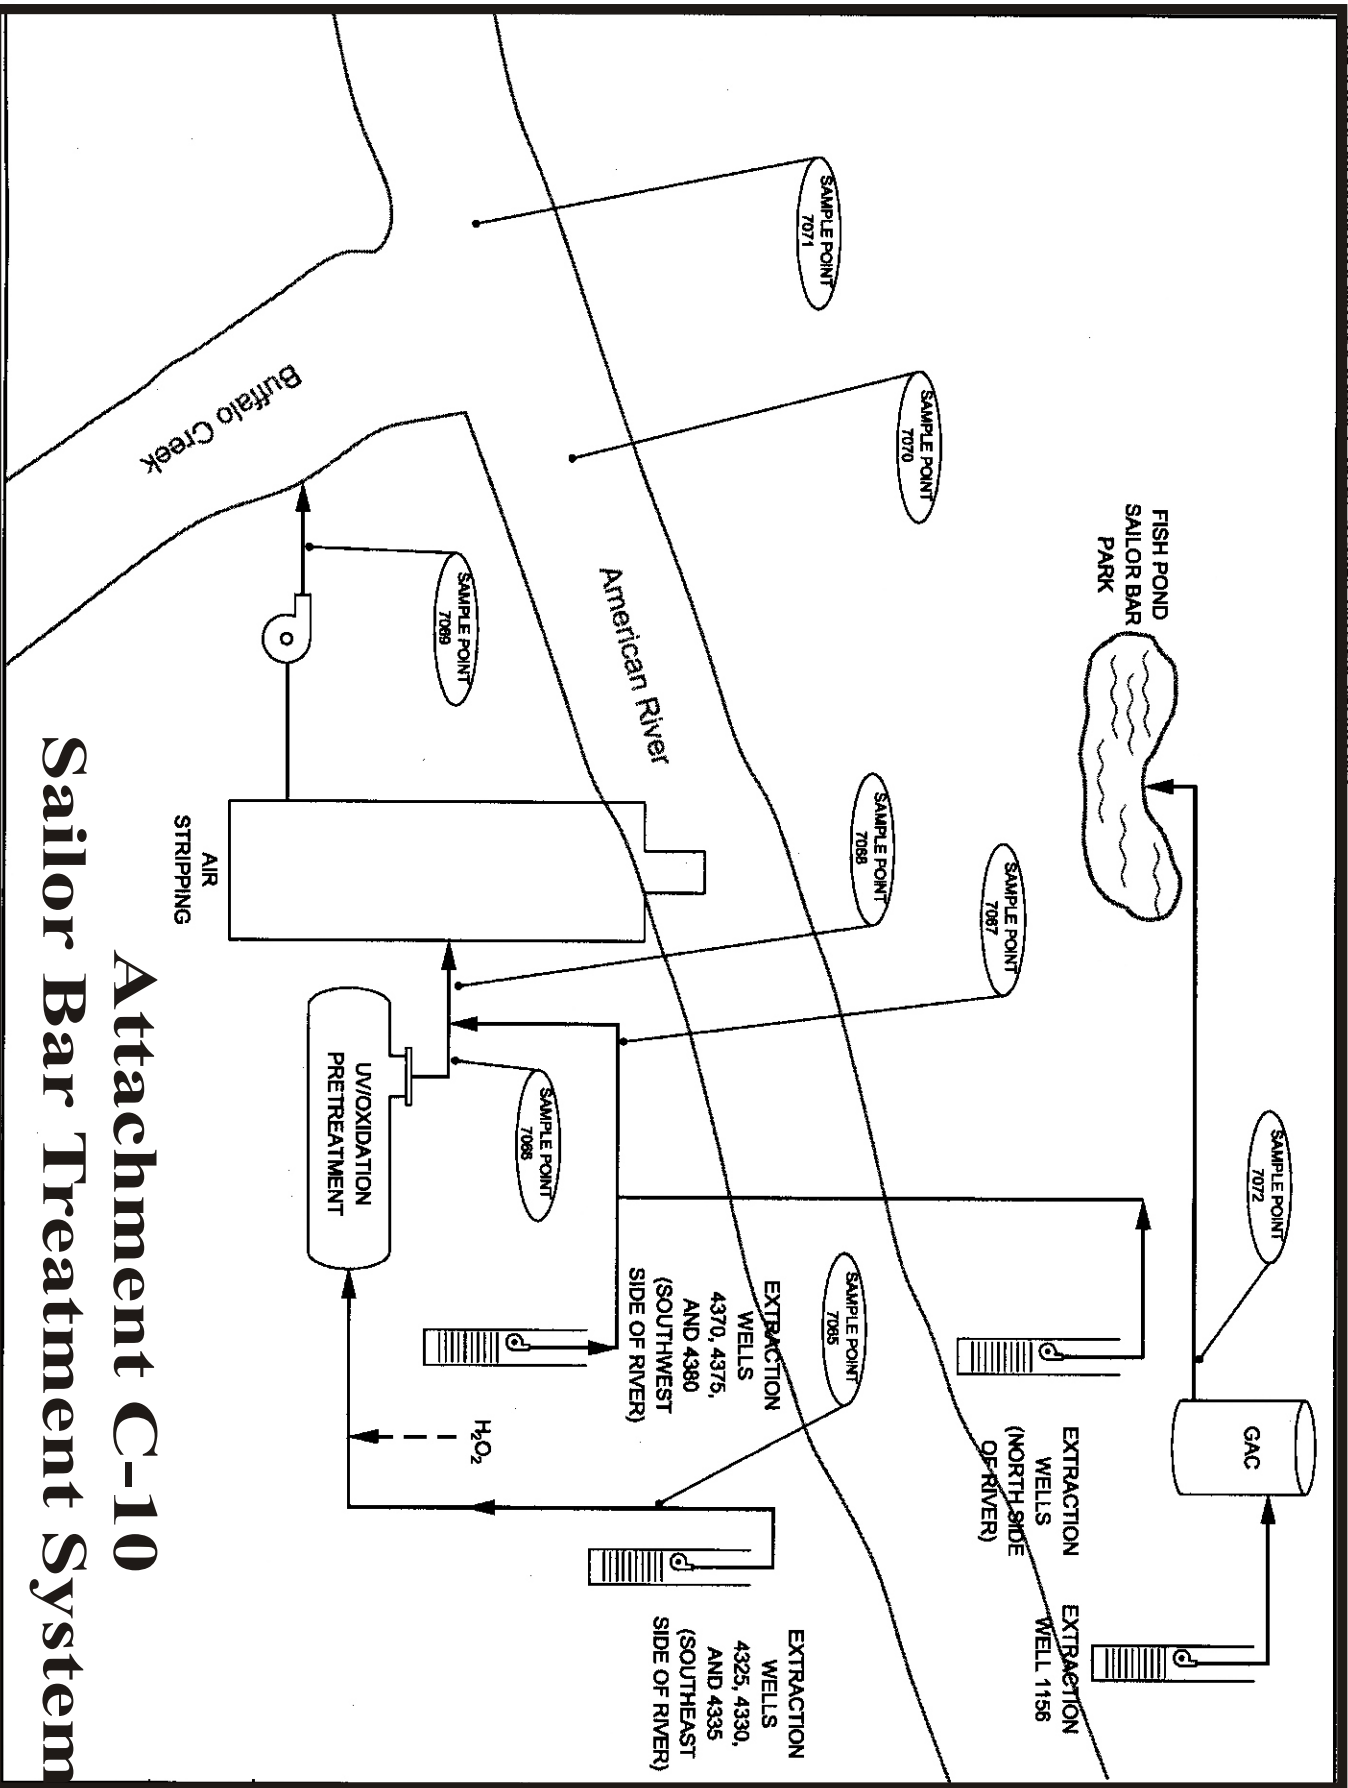 SAMPLE POINT
7072
GAC
FISH POND
SAILOR BAR
PARK
EXTRACTION
WELLS
(NORTH SIDE
OF RIVER)
EXTRACTION
WELL 1156
SAMPLE POINT
7067
SAMPLE POINT
7070
SAMPLE POINT
7068
SAMPLE POINT
7065
SAMPLE POINT
7071
EXTRACTION
WELLS
4325, 4330,
AND 4335
(SOUTHEAST
SIDE OF RIVER)
EXTRACTION
WELLS
4370, 4375,
AND 4380
(SOUTHWEST
SIDE OF RIVER)
American River
SAMPLE POINT
7066
H₂O₂
SAMPLE POINT
7069
UV/OXIDATION
PRETREATMENT
Buffalo Creek
AIR
STRIPPING
Attachment C-10
Sailor Bar Treatment System